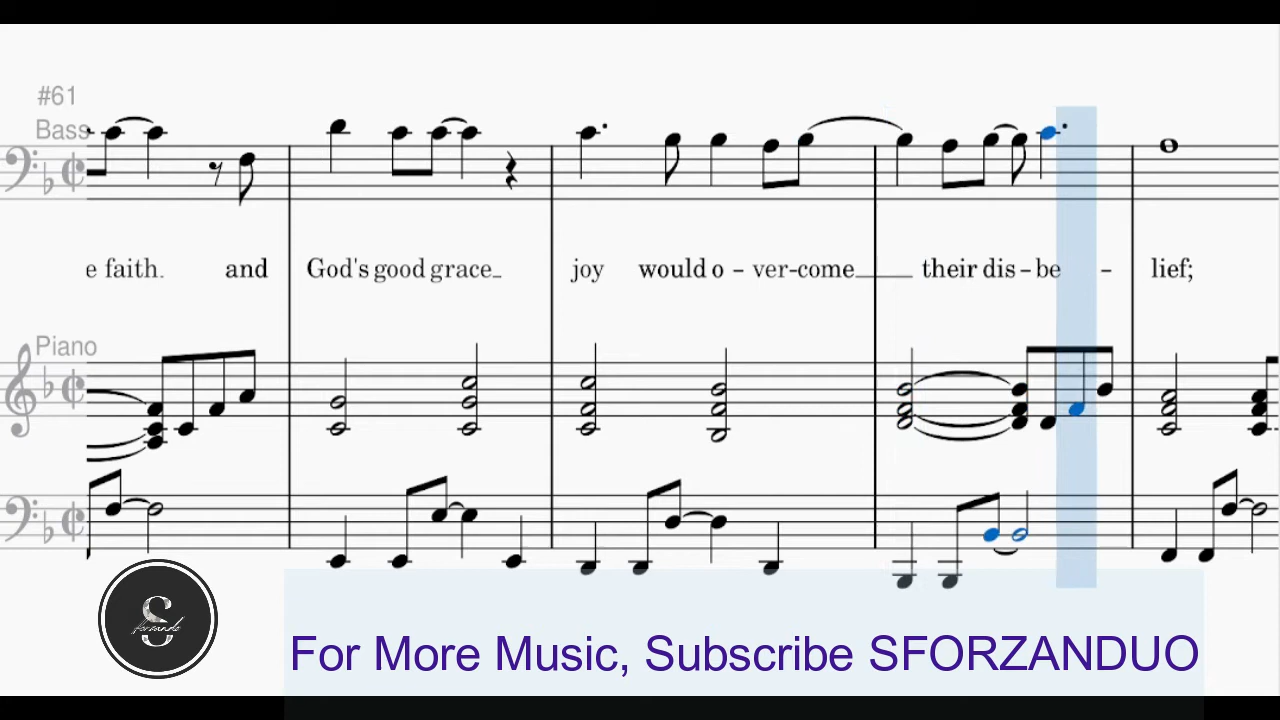 #61
Bass
e faith. and God's good grace_ joy would o - ver-come___ their dis - be - lief;
Piano
S
forzando
For More Music, Subscribe SFORZANDUO